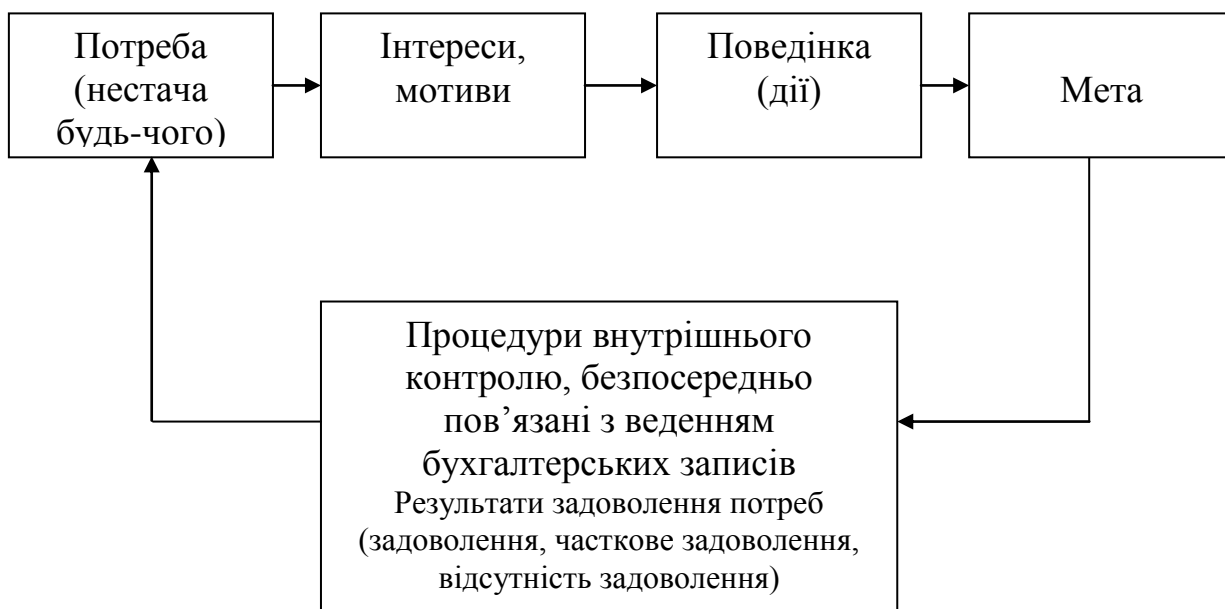 Потреба
(нестача
будь-чого)
Інтереси,
мотиви
Поведінка
(дії)
Мета
Процедури внутрішнього
контролю, безпосередньо
пов’язані з веденням
бухгалтерських записів
Результати задоволення потреб
(задоволення, часткове задоволення,
відсутність задоволення)